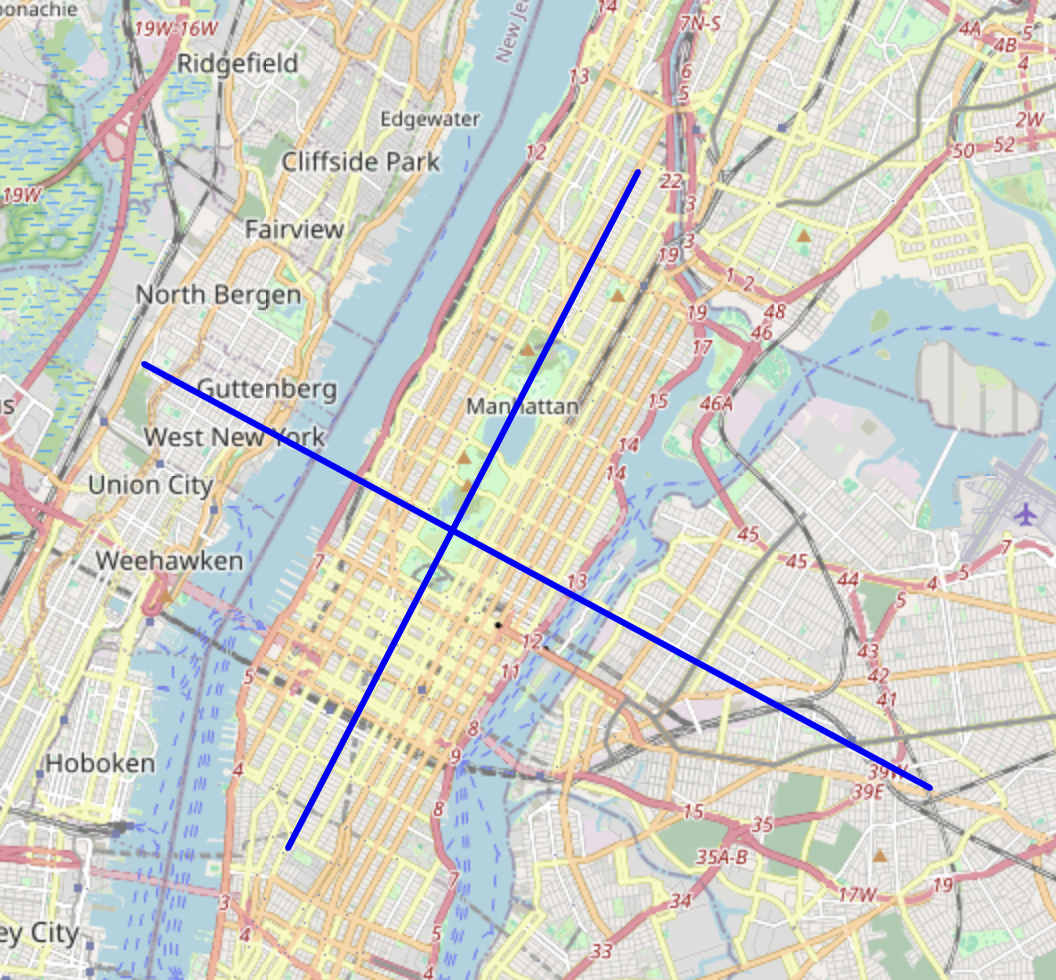 onachie
14
19W-16W
7N-S
4A
5
4B
Ridgefield
New Je
4
13
6
5
Edgewater
2W
12
52
50
Cliffside Park
22
19W
3
Fairview
3
19
1
2
North Bergen
48
19
46
17
Guttenberg
us
Manhattan
15
46A
West New York
14
14
Union City
45
7
7
Weehawken
45
5
13
44
4
5
12
43
11
42
5
41
8
9
Hoboken
4
39W
39E
8
15
35
35A-B
7
19
17W
34
3
ey City
4
5
33
4